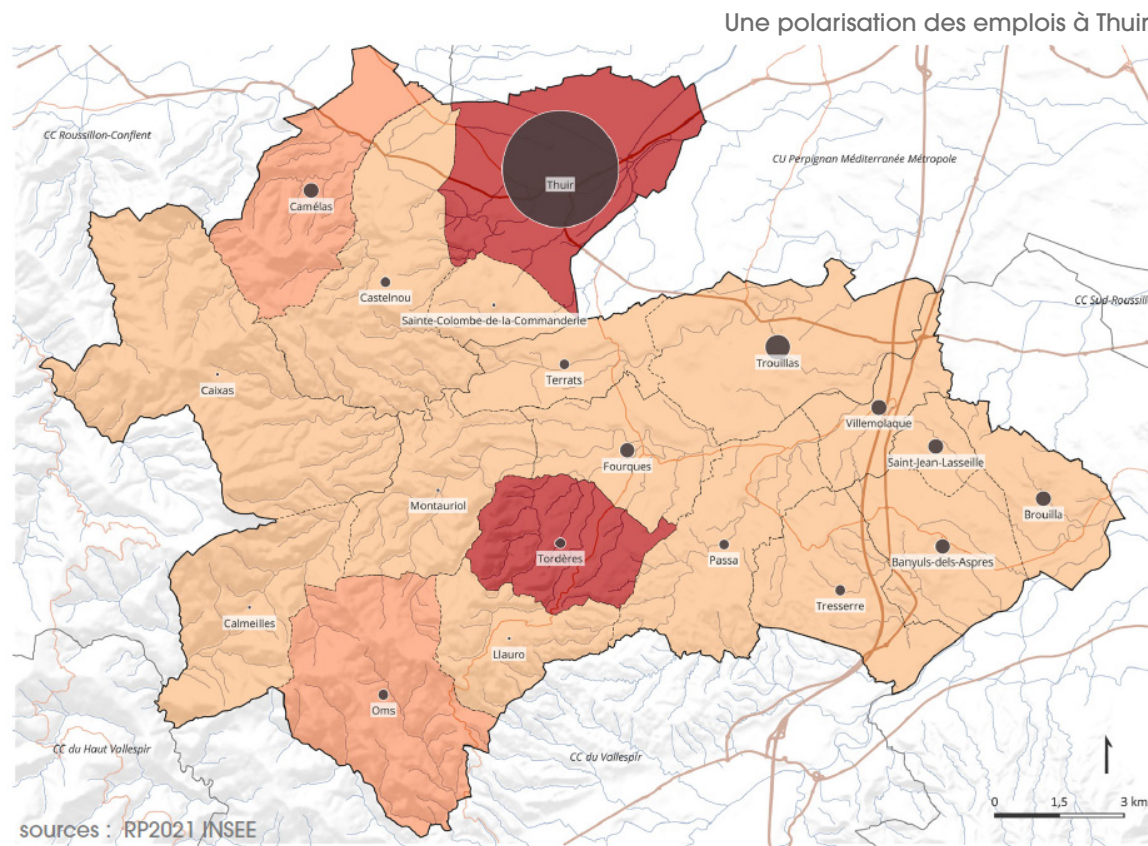 Une polarisation des emplois à Thuir
CC Roussillon-Conflent
CU Perpignan Méditerranée Métropole
Thuir
Camélas
Castelnou
CC Sud-Roussill
Sainte-Colombe-de-la-Commanderie
Trouillas
Terrats
Caixas
Villemolaque
Fourques
Saint-Jean-Lasseille
Montauriol
Brouilla
Tordères
Passa
Banyuls-dels-Aspres
Tresserre
Calmeilles
Llauro
Oms
CC du Haut Vallespir
CC du Vallespir
0 1,5 3 km
sources : RP2021 INSEE